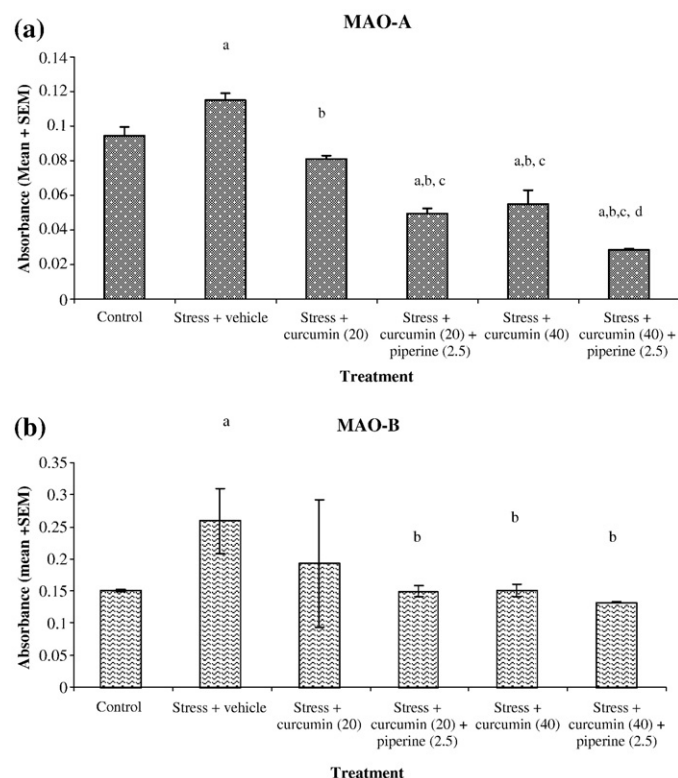 (a)
MAO-A
Absorbance (Mean + SEM)
0.14
0.12
0.1
0.08
0.06
0.04
0.02
0
a
b
a,b, c
a,b, c
a,b,c, d
Control
Stress + vehicle
Stress +
curcumin (20)
Stress +
curcumin (20) +
piperine (2.5)
Stress +
curcumin (40)
Stress +
curcumin (40) +
piperine (2.5)
Treatment
(b)
MAO-B
Absorbance (mean +SEM)
0.35
0.3
0.25
0.2
0.15
0.1
0.05
0
a
b
b
b
Control
Stress + vehicle
Stress +
curcumin (20)
Stress +
curcumin (20) +
piperine (2.5)
Stress +
curcumin (40)
Stress +
curcumin (40) +
piperine (2.5)
Treatment